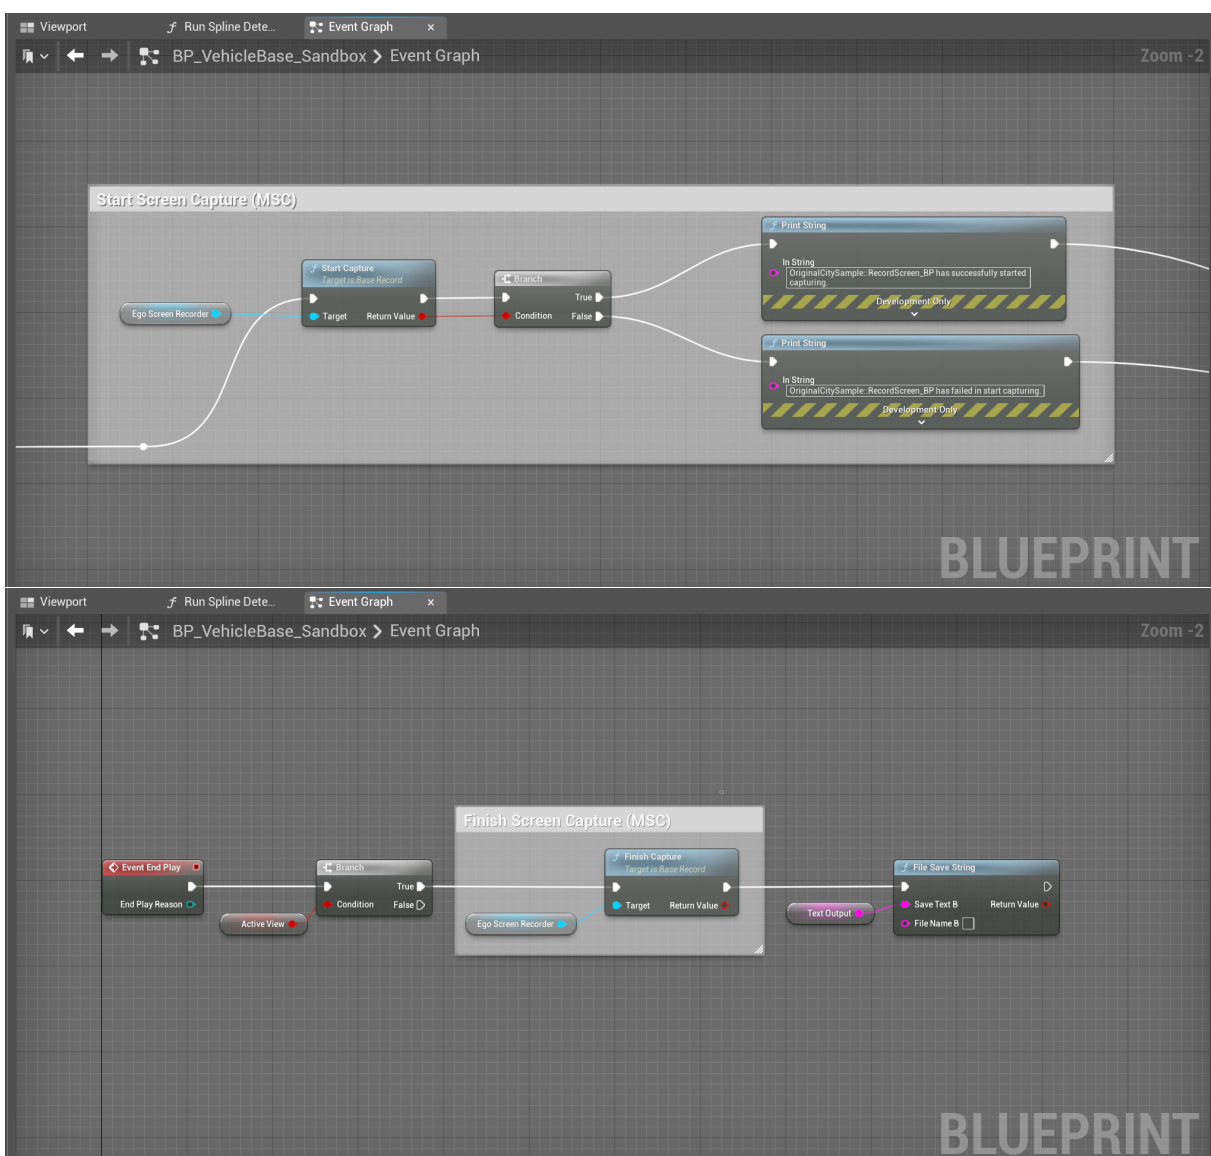 Viewport
Run Spline Dete...
Event Graph
BP_VehicleBase_Sandbox
Event Graph
Zoom -2
Start Screen Capture (MSC)
Ego Screen Recorder
Start Capture
Target is Base Record
Target
Return Value
Branch
True
Condition
False
Print String
In String
OriginalCitySample::RecordScreen_BP has successfully started
capturing.
Development Only
Print String
In String
OriginalCitySample::RecordScreen_BP has failed in start capturing.
Development Only
BLUEPRINT
Viewport
Run Spline Dete...
Event Graph
BP_VehicleBase_Sandbox
Event Graph
Zoom -2
Event End Play
End Play Reason
Active View
Branch
True
Condition
False
Finish Screen Capture (MSC)
Ego Screen Recorder
Finish Capture
Target is Base Record
Target
Return Value
Text Output
File Save String
Save Text B
Return Value
File Name B
BLUEPRINT